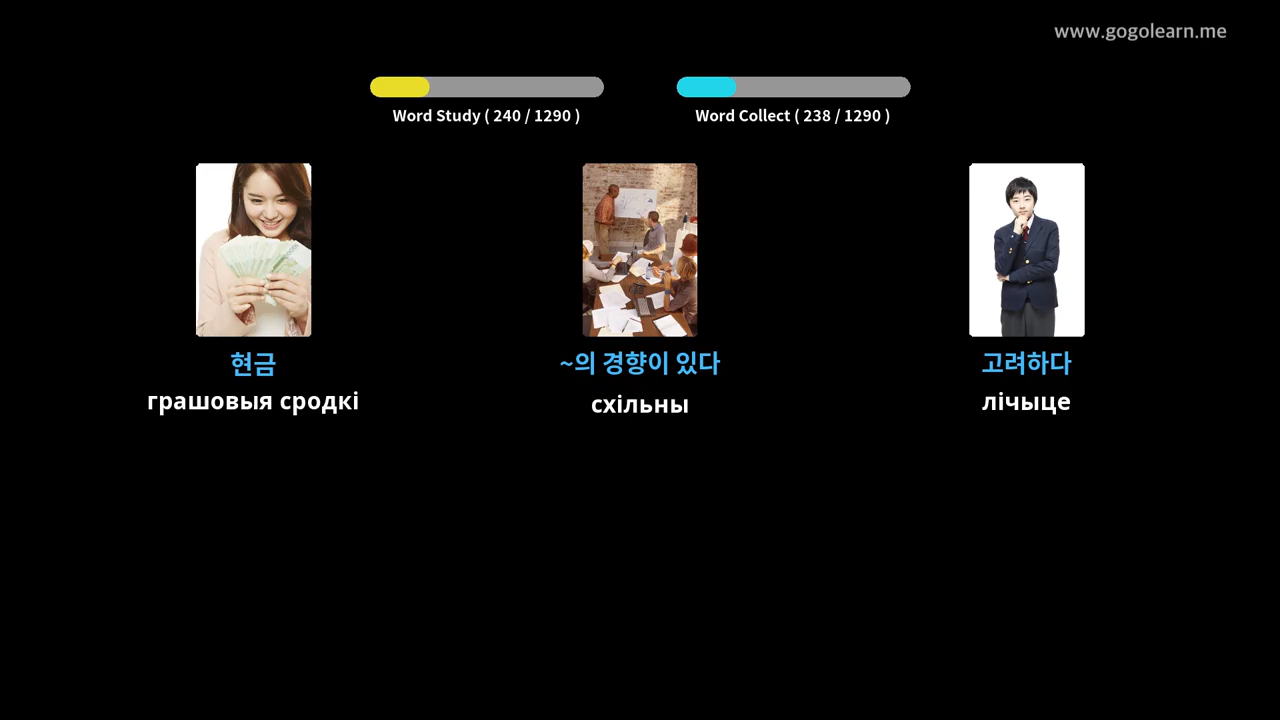 www.gogolearn.me
Word Study ( 240 / 1290 )
Word Collect ( 238 / 1290 )
현금
~의 경향이 있다
고려하다
грашовыя сродкі
схільны
лічыце